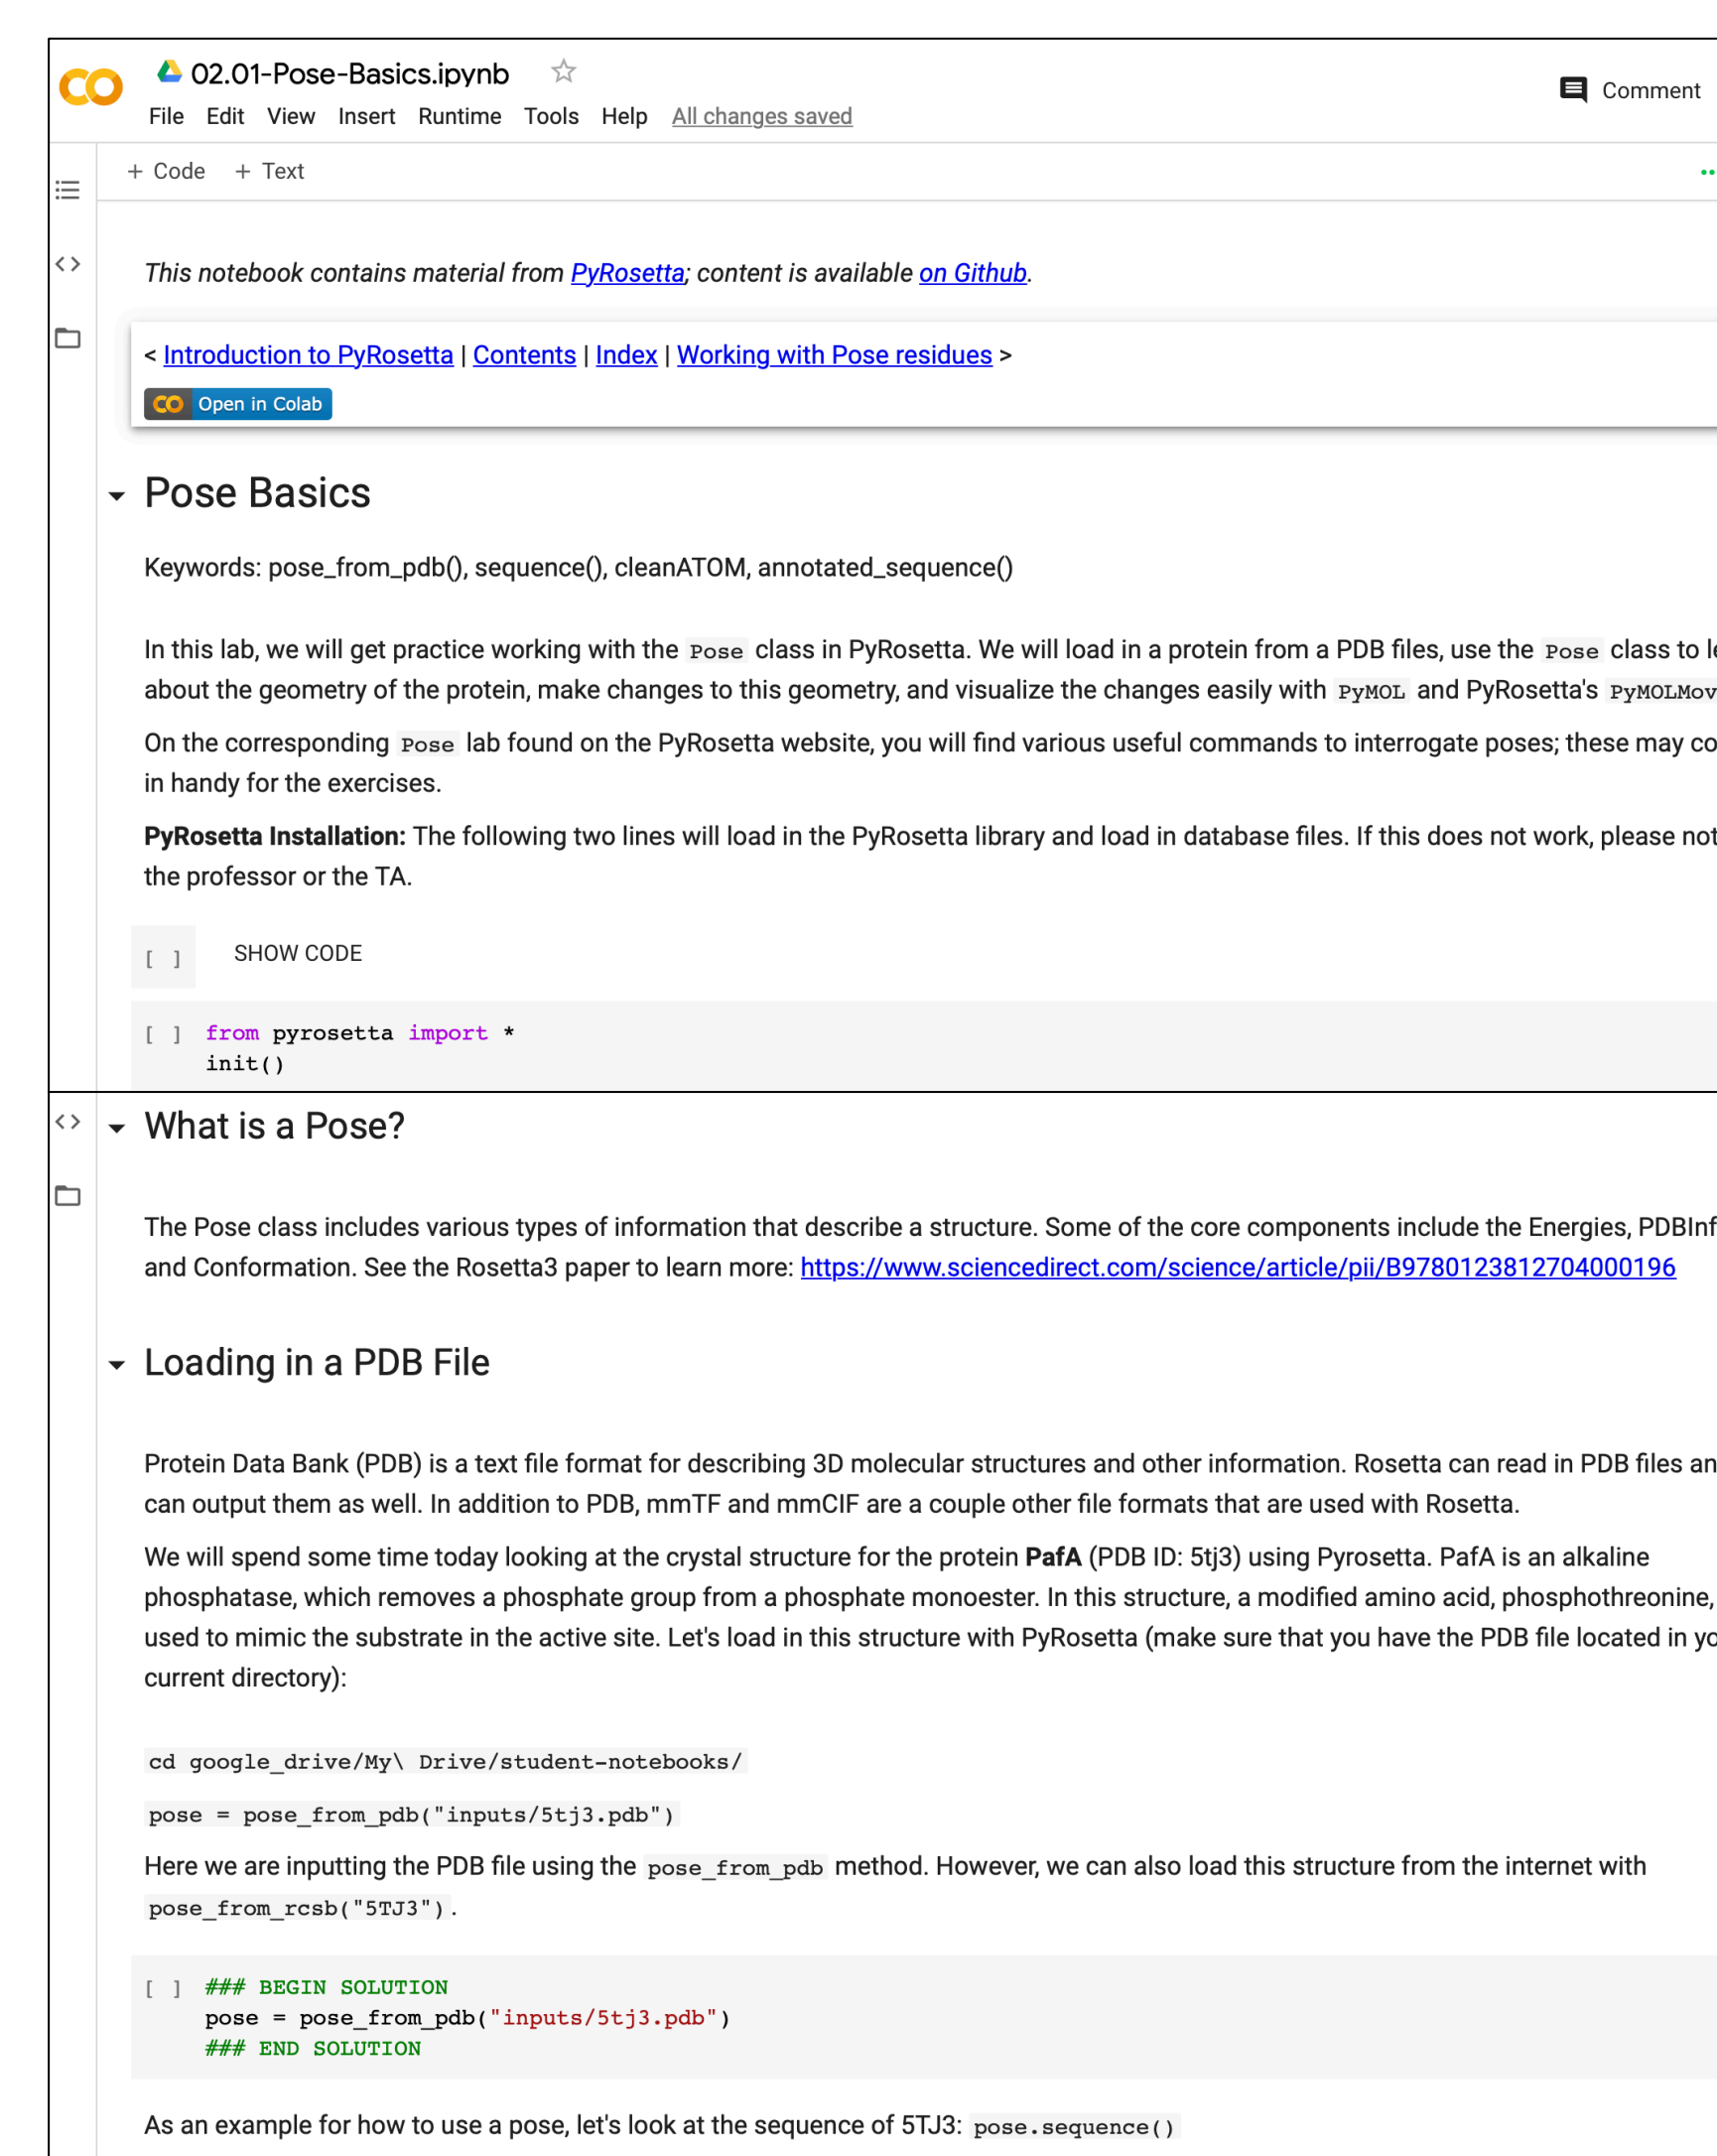 02.01-Pose-Basics.ipynb
Comment
File Edit View Insert Runtime Tools Help All changes saved
+ Code + Text
This notebook contains material from PyRosetta; content is available on Github.
< Introduction to PyRosetta | Contents | Index | Working with Pose residues >
Open in Colab
Pose Basics
Keywords: pose_from_pdb(), sequence(), cleanATOM, annotated_sequence()
In this lab, we will get practice working with the Pose class in PyRosetta. We will load in a protein from a PDB files, use the Pose class to
about the geometry of the protein, make changes to this geometry, and visualize the changes easily with PyMOL and PyRosetta's PyMOLMov
On the corresponding Pose lab found on the PyRosetta website, you will find various useful commands to interrogate poses; these may co
in handy for the exercises.
PyRosetta Installation: The following two lines will load in the PyRosetta library and load in database files. If this does not work, please not
the professor or the TA.
[ ] SHOW CODE
[ ] from pyrosetta import *
init()
What is a Pose?
The Pose class includes various types of information that describe a structure. Some of the core components include the Energies, PDBInf
and Conformation. See the Rosetta3 paper to learn more: https://www.sciencedirect.com/science/article/pii/B9780123812704000196
Loading in a PDB File
Protein Data Bank (PDB) is a text file format for describing 3D molecular structures and other information. Rosetta can read in PDB files an
can output them as well. In addition to PDB, mmTF and mmCIF are a couple other file formats that are used with Rosetta.
We will spend some time today looking at the crystal structure for the protein PafA (PDB ID: 5tj3) using Pyrosetta. PafA is an alkaline
phosphatase, which removes a phosphate group from a phosphate monoester. In this structure, a modified amino acid, phosphothreonine,
used to mimic the substrate in the active site. Let's load in this structure with PyRosetta (make sure that you have the PDB file located in yo
current directory):
cd google_drive/My\ Drive/student-notebooks/
pose = pose_from_pdb("inputs/5tj3.pdb")
Here we are inputting the PDB file using the pose_from_pdb method. However, we can also load this structure from the internet with
pose_from_rcsb("5TJ3").
[ ] ### BEGIN SOLUTION
pose = pose_from_pdb("inputs/5tj3.pdb")
### END SOLUTION
As an example for how to use a pose, let's look at the sequence of 5TJ3: pose.sequence()